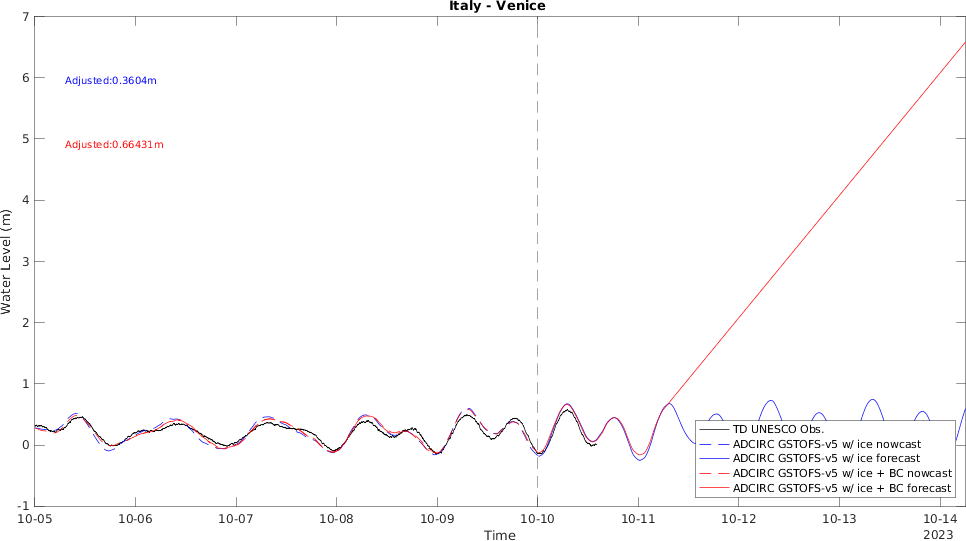 Italy - Venice
7
6
5
4
3
2
1
0
-1
Water Level (m)
Adjusted:0.3604m
Adjusted:0.66431m
TD UNESCO Obs.
ADCIRC GSTOFS-v5 w/ ice nowcast
ADCIRC GSTOFS-v5 w/ ice forecast
ADCIRC GSTOFS-v5 w/ ice + BC nowcast
ADCIRC GSTOFS-v5 w/ ice + BC forecast
10-05 10-06 10-07 10-08 10-09 10-10 10-11 10-12 10-13 10-14
Time
2023